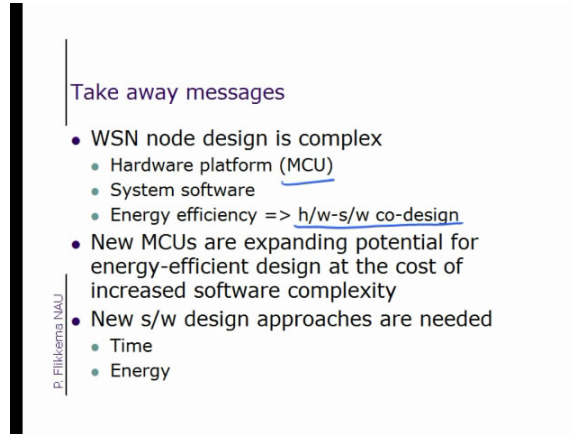 Take away messages
WSN node design is complex
Hardware platform (MCU)
System software
Energy efficiency => h/w-s/w co-design
New MCUs are expanding potential for
energy-efficient design at the cost of
increased software complexity
New s/w design approaches are needed
Time
Energy
P. Flikkema NAU